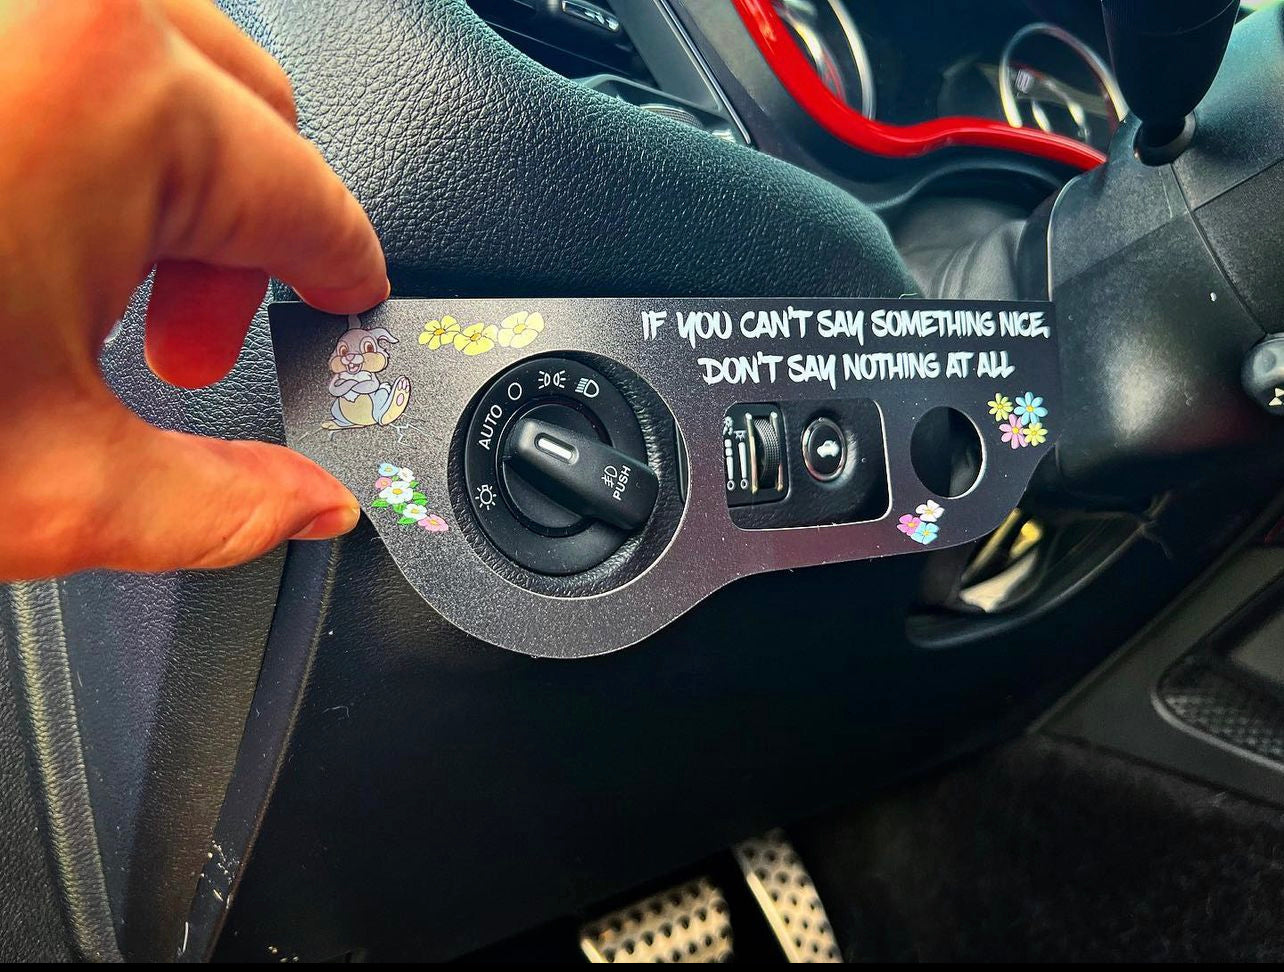 IF YOU CAN'T SAY SOMETHING NICE,
DON'T SAY NOTHING AT ALL
AUTO
PUSH